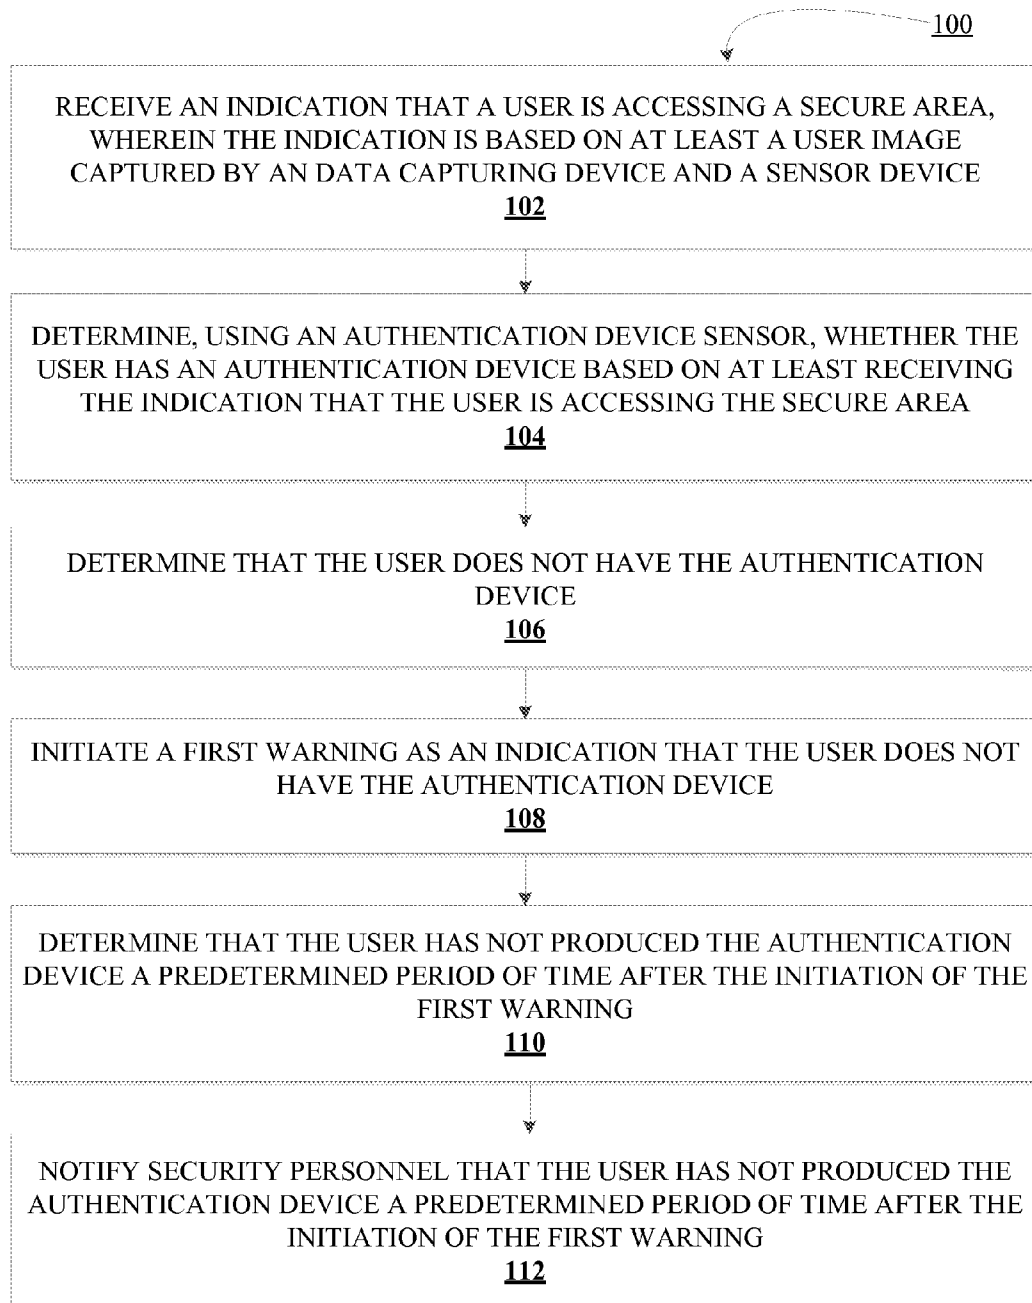 100
RECEIVE AN INDICATION THAT A USER IS ACCESSING A SECURE AREA,
WHEREIN THE INDICATION IS BASED ON AT LEAST A USER IMAGE
CAPTURED BY AN DATA CAPTURING DEVICE AND A SENSOR DEVICE
102
DETERMINE, USING AN AUTHENTICATION DEVICE SENSOR, WHETHER THE
USER HAS AN AUTHENTICATION DEVICE BASED ON AT LEAST RECEIVING
THE INDICATION THAT THE USER IS ACCESSING THE SECURE AREA
104
DETERMINE THAT THE USER DOES NOT HAVE THE AUTHENTICATION
DEVICE
106
INITIATE A FIRST WARNING AS AN INDICATION THAT THE USER DOES NOT
HAVE THE AUTHENTICATION DEVICE
108
DETERMINE THAT THE USER HAS NOT PRODUCED THE AUTHENTICATION
DEVICE A PREDETERMINED PERIOD OF TIME AFTER THE INITIATION OF THE
FIRST WARNING
110
NOTIFY SECURITY PERSONNEL THAT THE USER HAS NOT PRODUCED THE
AUTHENTICATION DEVICE A PREDETERMINED PERIOD OF TIME AFTER THE
INITIATION OF THE FIRST WARNING
112